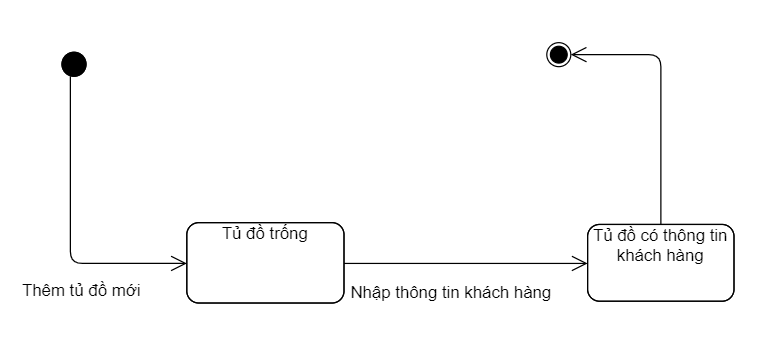 Tủ đồ trống
Tủ đồ có thông tin
khách hàng
Thêm tủ đồ mới
Nhập thông tin khách hàng